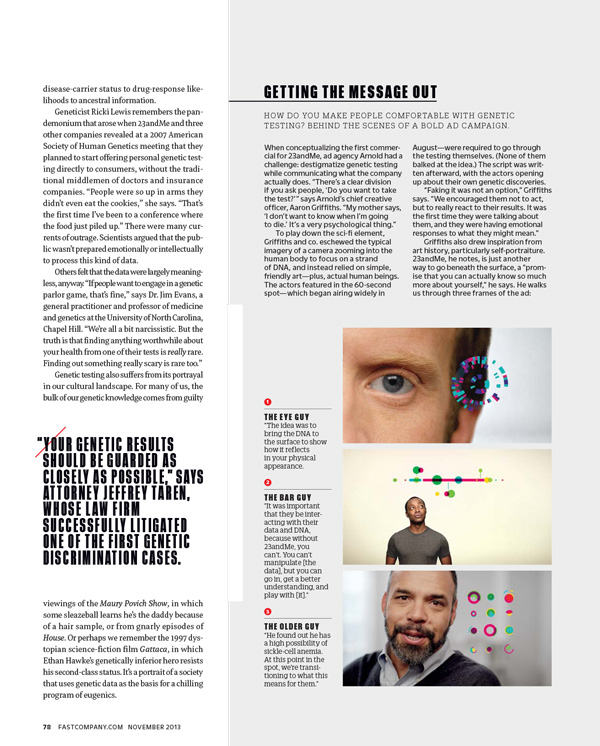 disease-carrier status to drug-response like-
lihoods to ancestral information.
Geneticist Ricki Lewis remembers the pan-
demonium that arose when 23andMe and three
other companies revealed at a 2007 American
Society of Human Genetics meeting that they
planned to start offering personal genetic test-
ing directly to consumers, without the tradi-
tional middlemen of doctors and insurance
companies. “People were so up in arms they
didn’t even eat the cookies,” she says. “That’s
the first time I’ve been to a conference where
the food just piled up.” There were many cur-
rents of outrage. Scientists argued that the pub-
lic wasn’t prepared emotionally or intellectually
to process this kind of data.
Others felt that the data were largely meaning-
less, anyway. “If people want to engage in a genetic
parlor game, that’s fine,” says Dr. Jim Evans, a
general practitioner and professor of medicine
and genetics at the University of North Carolina,
Chapel Hill. “We’re all a bit narcissistic. But the
truth is that finding anything worthwhile about
your health from one of their tests is really rare.
Finding out something really scary is rare too.”
Genetic testing also suffers from its portrayal
in our cultural landscape. For many of us, the
bulk of our genetic knowledge comes from guilty
“YOUR GENETIC RESULTS
SHOULD BE GUARDED AS
CLOSELY AS POSSIBLE,” SAYS
ATTORNEY JEFFREY TAREN,
WHOSE LAW FIRM
SUCCESSFULLY LITIGATED
ONE OF THE FIRST GENETIC
DISCRIMINATION CASES.
viewings of the Maury Povich Show, in which
some sleazeball learns he’s the daddy because
of a hair sample, or from gnarly episodes of
House. Or perhaps we remember the 1997 dys-
topian science-fiction film Gattaca, in which
Ethan Hawke’s genetically inferior hero resists
his second-class status. It’s a portrait of a society
that uses genetic data as the basis for a chilling
program of eugenics.
GETTING THE MESSAGE OUT
HOW DO YOU MAKE PEOPLE COMFORTABLE WITH GENETIC
TESTING? BEHIND THE SCENES OF A BOLD AD CAMPAIGN.
When conceptualizing the first commer-
cial for 23andMe, ad agency Arnold had a
challenge: destigmatize genetic testing
while communicating what the company
actually does. “There’s a clear division
if you ask people, ‘Do you want to take
the test?’” says Arnold’s chief creative
officer, Aaron Griffiths. “My mother says,
‘I don’t want to know when I’m going
to die.’ It’s a very psychological thing.”
To play down the sci-fi element,
Griffiths and co. eschewed the typical
imagery of a camera zooming into the
human body to focus on a strand
of DNA, and instead relied on simple,
friendly art—plus, actual human beings.
The actors featured in the 60-second
spot—which began airing widely in
August—were required to go through
the testing themselves. (None of them
balked at the idea.) The script was writ-
ten afterward, with the actors opening
up about their own genetic discoveries.
“Faking it was not an option,” Griffiths
says. “We encouraged them not to act,
but to really react to their results. It was
the first time they were talking about
them, and they were having emotional
responses to what they might mean.”
Griffiths also drew inspiration from
art history, particularly self-portraiture.
23andMe, he notes, is just another
way to go beneath the surface, a “prom-
ise that you can actually know so much
more about yourself,” he says. He walks
us through three frames of the ad:
1
THE EYE GUY
“The idea was to
bring the DNA to
the surface to show
how it reflects
in your physical
appearance.
2
THE BAR GUY
“It was important
that they be inter-
acting with their
data and DNA,
because without
23andMe, you
can’t. You can’t
manipulate [the
data], but you can
go in, get a better
understanding, and
play with [it].”
3
THE OLDER GUY
“He found out he has
a high possibility of
sickle-cell anemia.
At this point in the
spot, we’re transi-
tioning to what this
means for them.”
78 FASTCOMPANY.COM NOVEMBER 2013